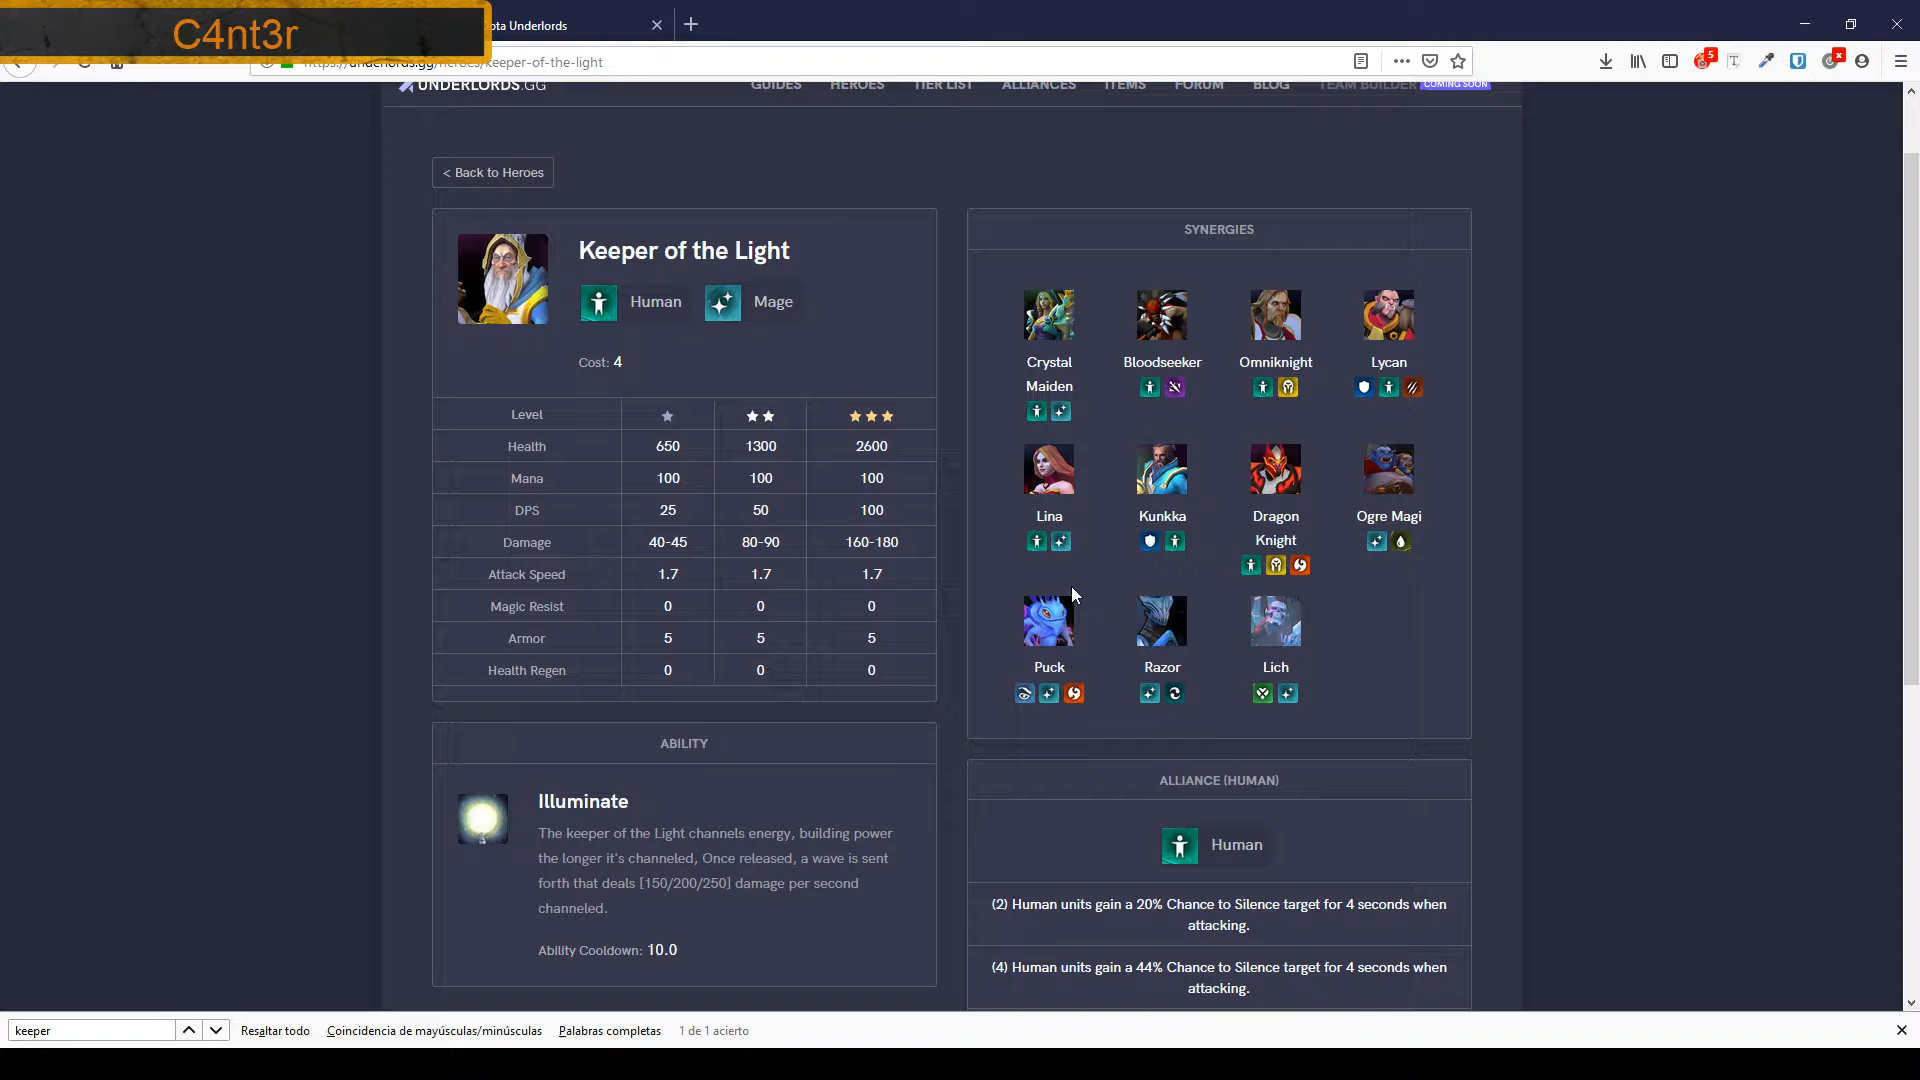 C4nt3r
ota Underlords
https://underlords.gg/heroes/keeper-of-the-light
5
UNDERLORDS.GG
GUIDES HEROES TIER LIST ALLIANCES ITEMS FORUM BLOG TEAM BUILDER COMING SOON
< Back to Heroes
Keeper of the Light
Human Mage
Cost: 4
Level
Health 650 1300 2600
Mana 100 100 100
DPS 25 50 100
Damage 40-45 80-90 160-180
Attack Speed 1.7 1.7 1.7
Magic Resist 0 0 0
Armor 5 5 5
Health Regen 0 0 0
ABILITY
Illuminate
The keeper of the Light channels energy, building power
the longer it's channeled, Once released, a wave is sent
forth that deals [150/200/250] damage per second
channeled.
Ability Cooldown: 10.0
SYNERGIES
Crystal
Maiden
Bloodseeker
Omniknight
Lycan
Lina
Kunkka
Dragon
Knight
Ogre Magi
Puck
Razor
Lich
ALLIANCE (HUMAN)
Human
(2) Human units gain a 20% Chance to Silence target for 4 seconds when
attacking.
(4) Human units gain a 44% Chance to Silence target for 4 seconds when
attacking.
keeper
Resaltar todo Coincidencia de mayúsculas/minúsculas Palabras completas 1 de 1 acierto